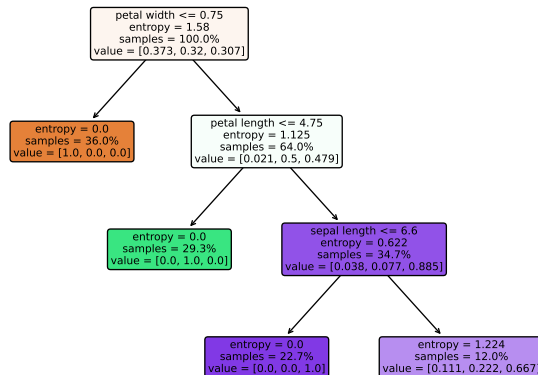 petal width <= 0.75
entropy = 1.58
samples = 100.0%
value = [0.373, 0.32, 0.307]
entropy = 0.0
samples = 36.0%
value = [1.0, 0.0, 0.0]
petal length <= 4.75
entropy = 1.125
samples = 64.0%
value = [0.021, 0.5, 0.479]
entropy = 0.0
samples = 29.3%
value = [0.0, 1.0, 0.0]
sepal length <= 6.6
entropy = 0.622
samples = 34.7%
value = [0.038, 0.077, 0.885]
entropy = 0.0
samples = 22.7%
value = [0.0, 0.0, 1.0]
entropy = 1.224
samples = 12.0%
value = [0.111, 0.222, 0.667]